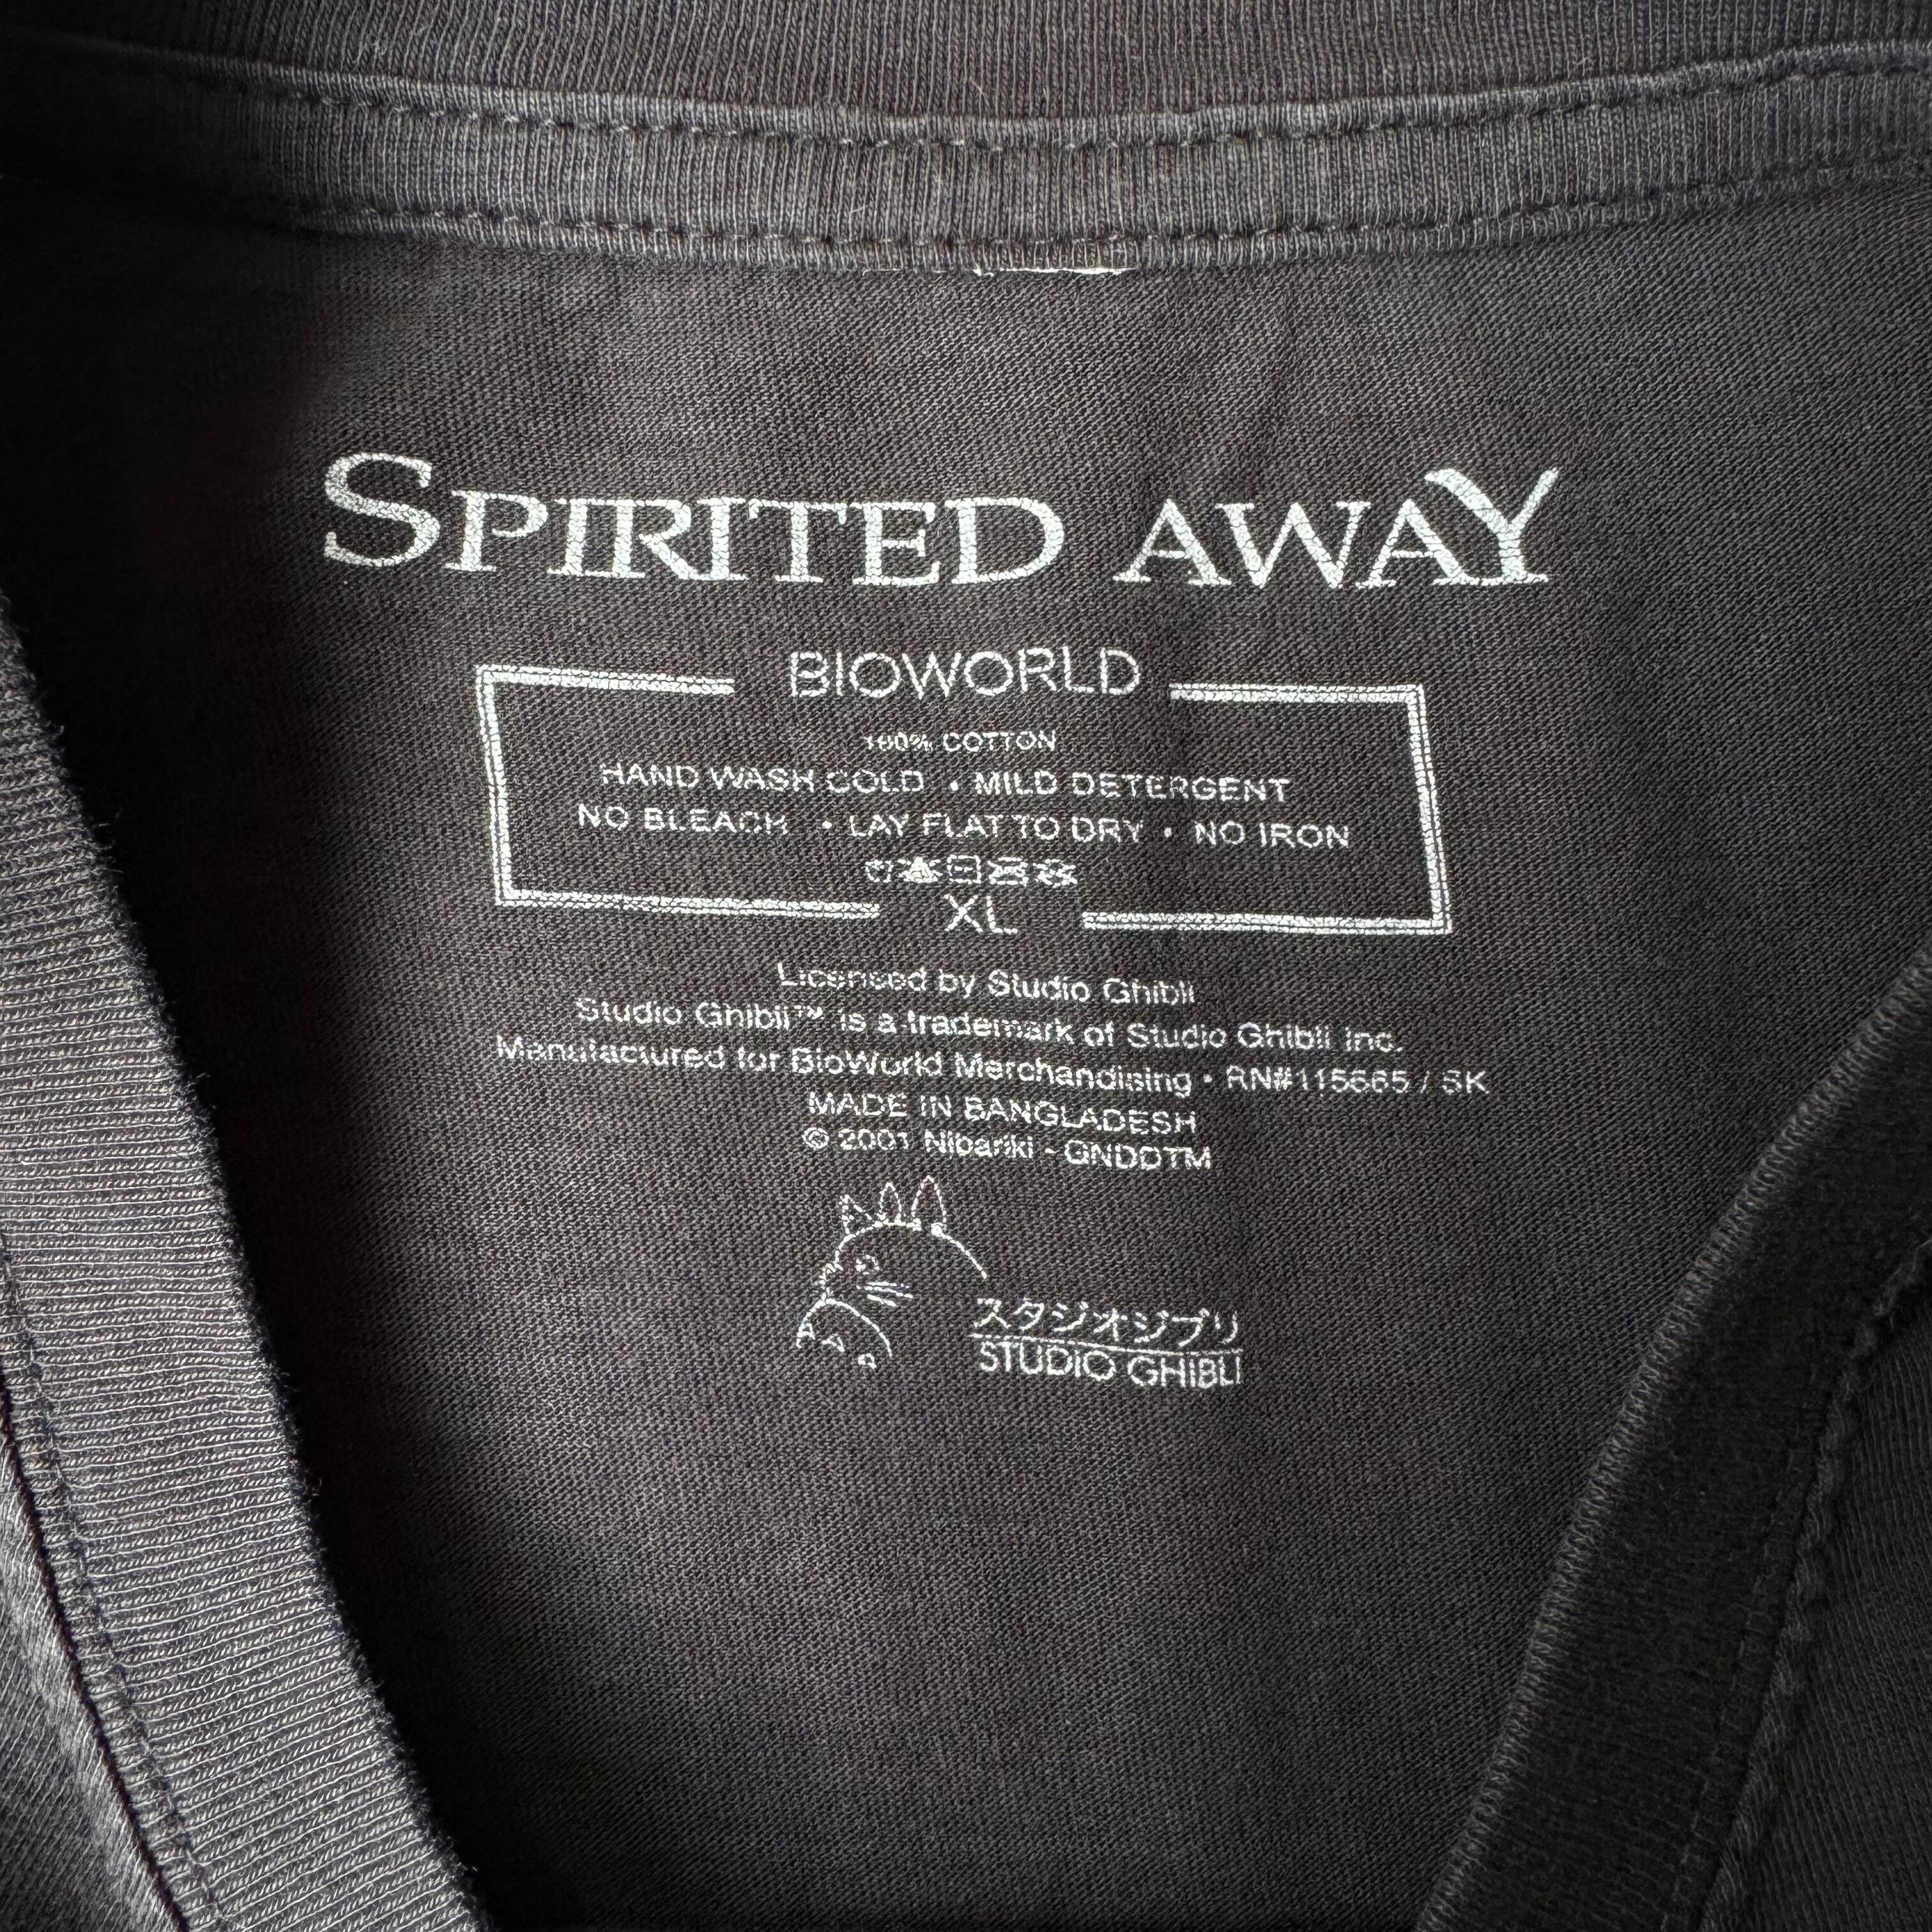 SPIRITED AWAY
BIOWORLD
100% COTTON
HAND WASH COLD • MILD DETERGENT
NO BLEACH • LAY FLAT TO DRY • NO IRON
XL
Licensed by Studio Ghibli
Studio Ghibli™ is a trademark of Studio Ghibli Inc.
Manufactured for BioWorld Merchandising • RN#115665 / SK
MADE IN BANGLADESH
© 2001 Nibariki - GNDDTM
スタジオジブリ
STUDIO GHIBLI